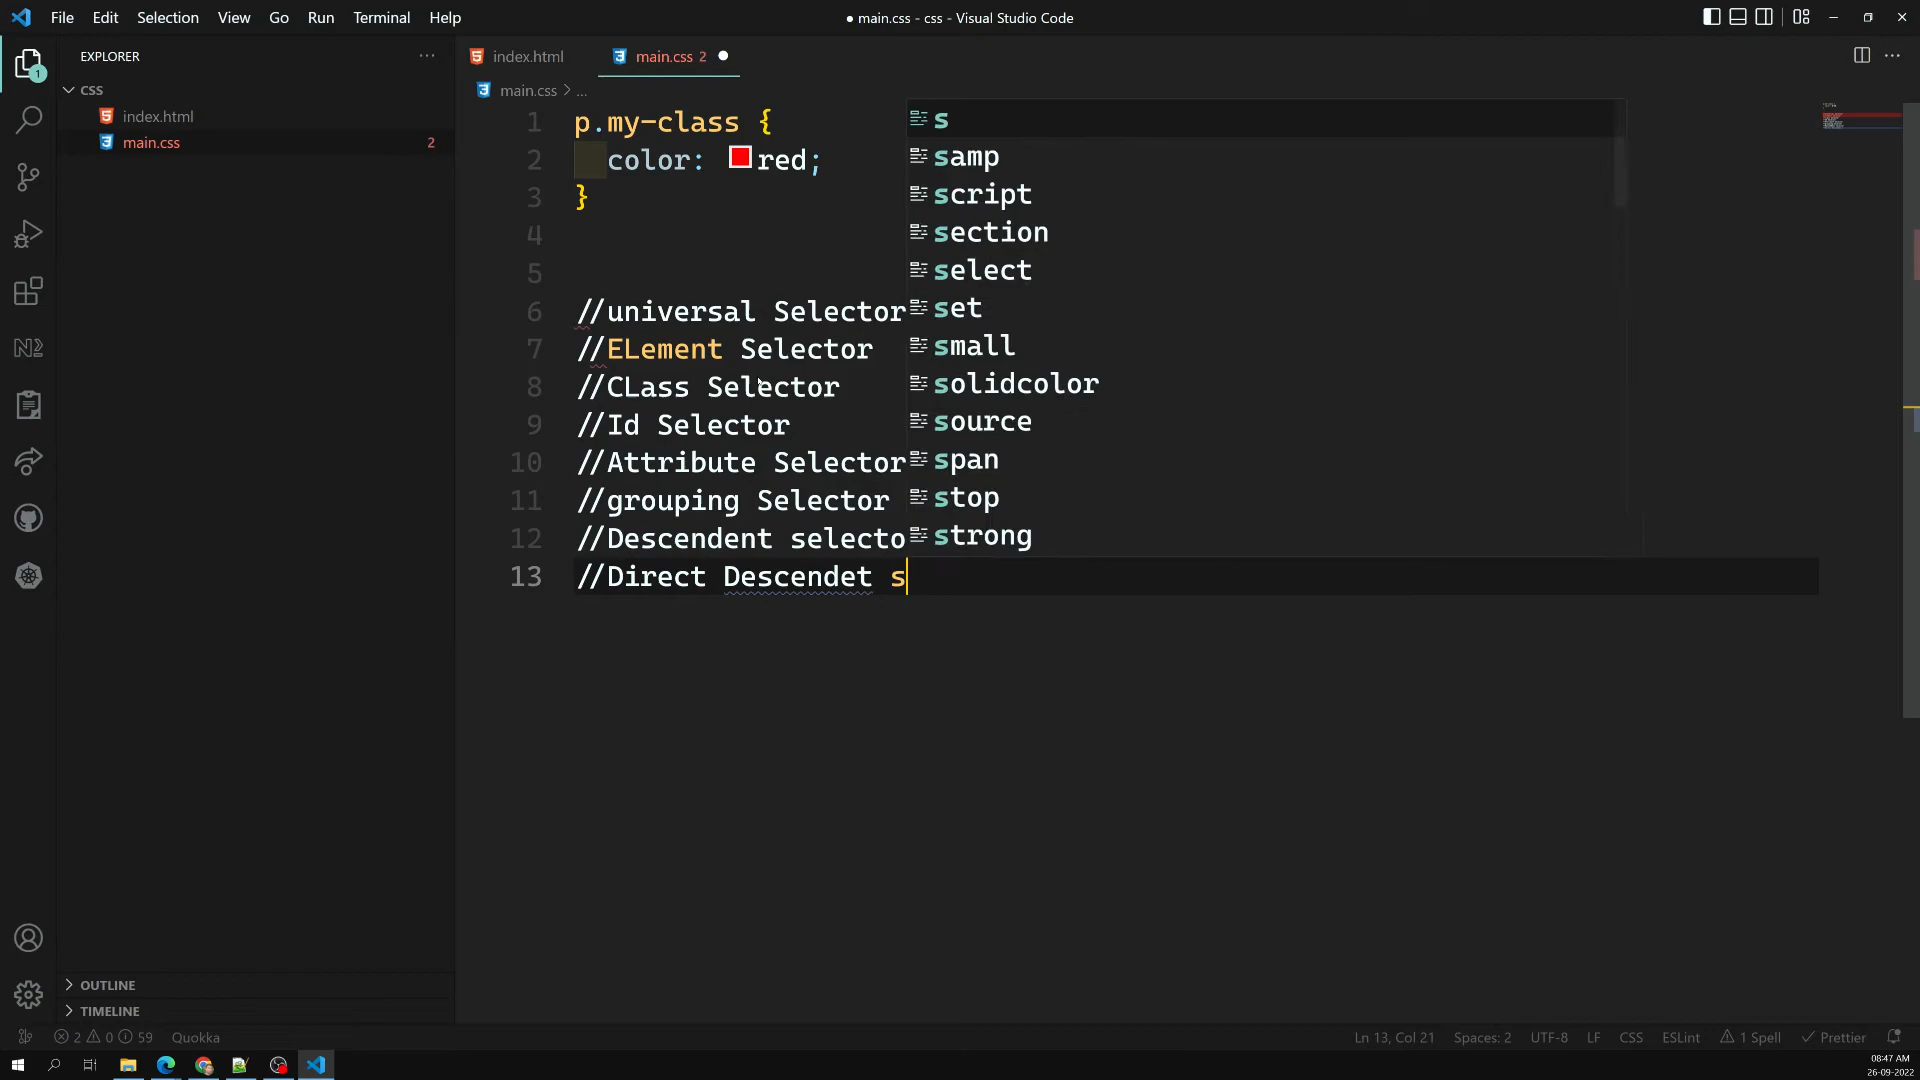 File Edit Selection View Go Run Terminal Help
● main.css - css - Visual Studio Code
EXPLORER
CSS
index.html
main.css 2
OUTLINE
TIMELINE
index.html
main.css 2
main.css > ...
1 p.my-class {
2 color: red;
3 }
4
5
6 //universal Selector
7 //ELement Selector
8 //CLass Selector
9 //Id Selector
10 //Attribute Selector
11 //grouping Selector
12 //Descendent selecto
13 //Direct Descendet s
s
samp
script
section
select
set
small
solidcolor
source
span
stop
strong
1
2 0 59 Quokka
Ln 13, Col 21 Spaces: 2 UTF-8 LF CSS ESLint 1 Spell Prettier
08:47 AM
26-09-2022